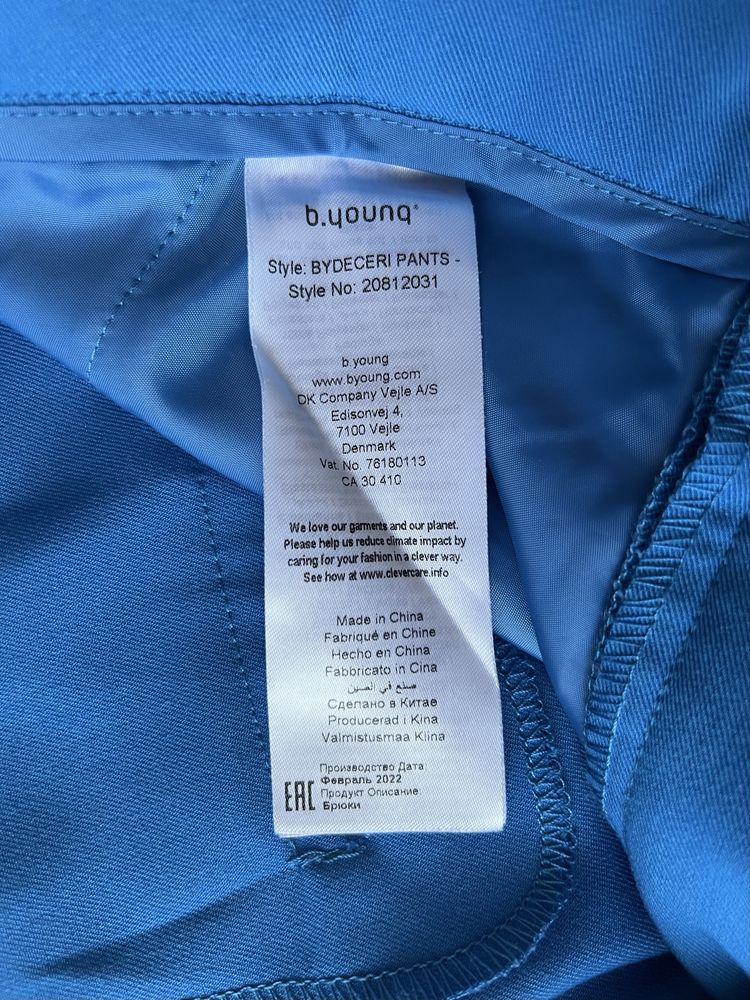 b.young®
Style: BYDECERI PANTS -
Style No: 20812031
b.young
www.byoung.com
DK Company Vejle A/S
Edisonvej 4,
7100 Vejle
Denmark
Vat. No. 76180113
CA 30 410
We love our garments and our planet.
Please help us reduce climate impact by
caring for your fashion in a clever way.
See how at www.clevercare.info
Made in China
Fabriqué en Chine
Hecho en China
Fabbricato in Cina
صنع في الصين
Сделано в Китае
Producerad i Kina
Valmistusmaa Kiina
Производство Дата:
Февраль 2022
EAC Продукт Описание:
Брюки